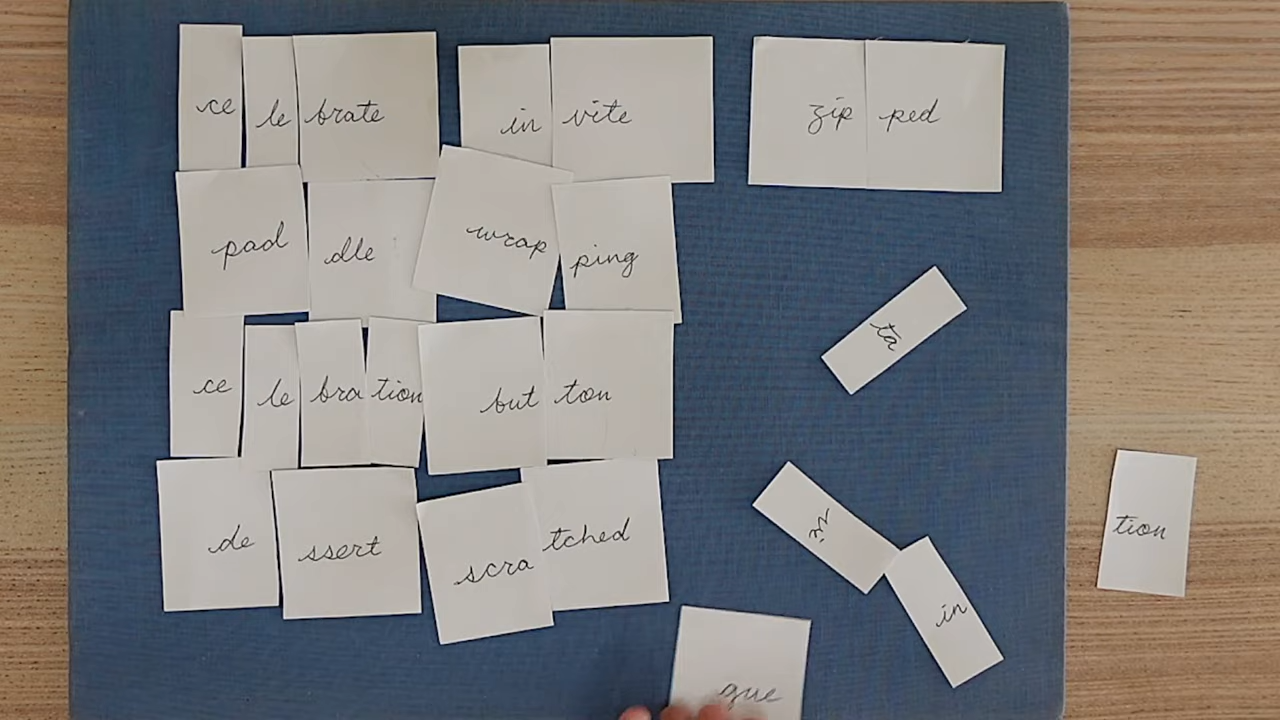 ce le brate in vite zip ped
pad dle wrap ping
ta
ce le bra tion but ton
de ssert scra tched
tion
in
gue